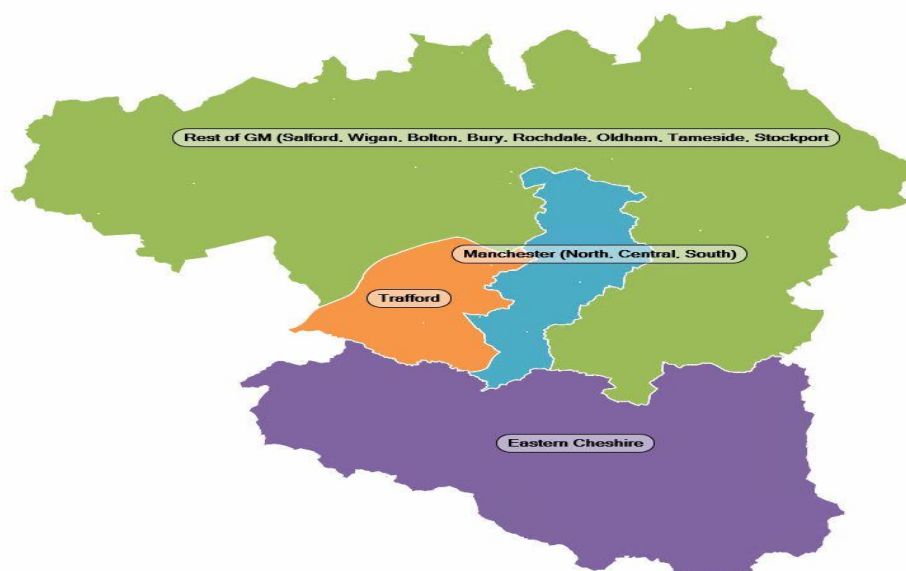 Rest of GM (Salford, Wigan, Bolton, Bury, Rochdale, Oldham, Tameside, Stockport
Manchester (North, Central, South)
Trafford
Eastern Cheshire